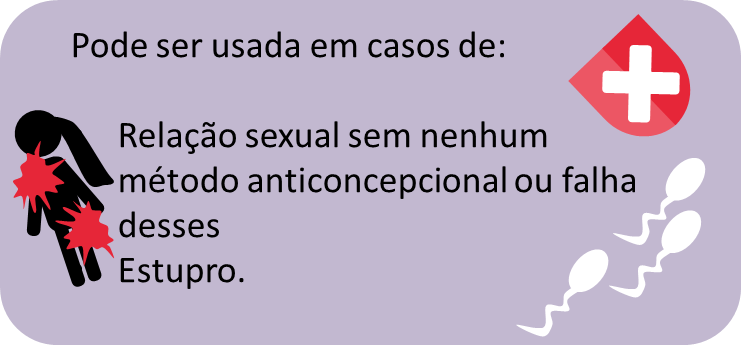 Pode ser usada em casos de:
Relação sexual sem nenhum
método anticoncepcional ou falha
desses
Estupro.